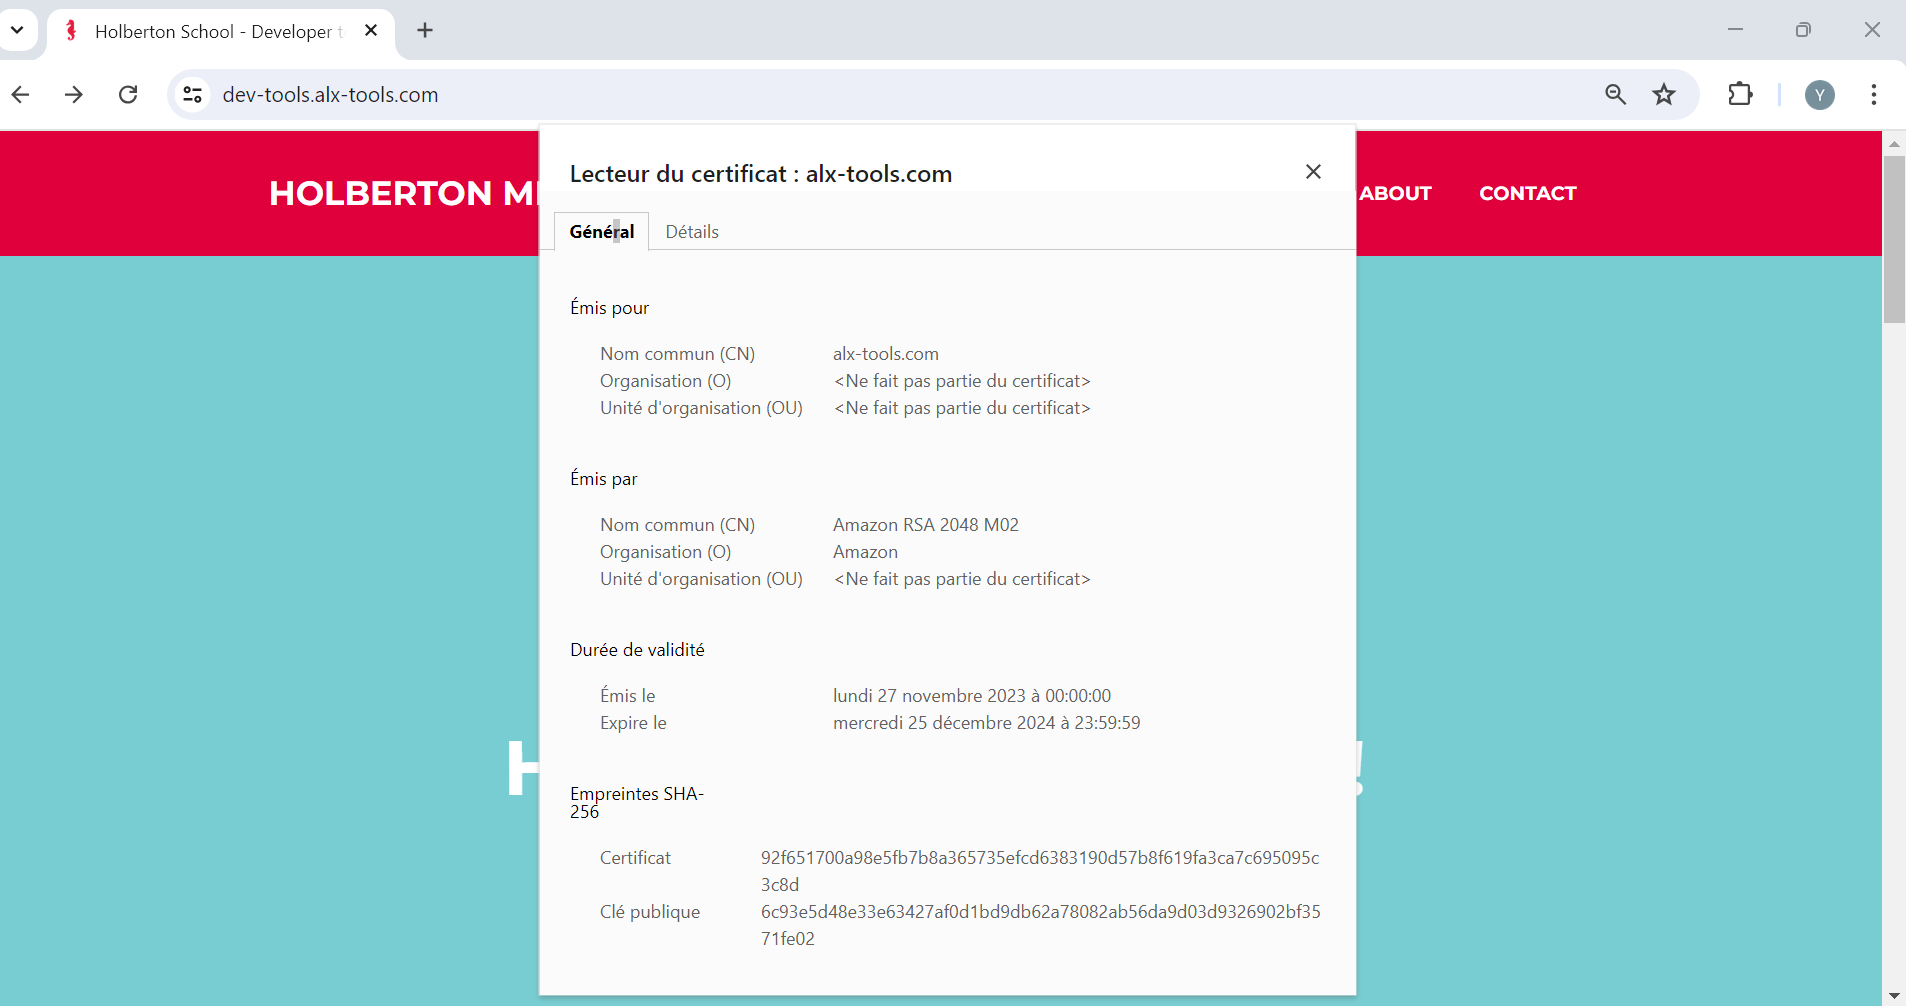 Holberton School - Developer t
dev-tools.alx-tools.com
Y
HOLBERTON M
ABOUT
CONTACT
Lecteur du certificat : alx-tools.com
Général
Détails
Émis pour
Nom commun (CN) alx-tools.com
Organisation (O) <Ne fait pas partie du certificat>
Unité d'organisation (OU) <Ne fait pas partie du certificat>
Émis par
Nom commun (CN) Amazon RSA 2048 M02
Organisation (O) Amazon
Unité d'organisation (OU) <Ne fait pas partie du certificat>
Durée de validité
Émis le lundi 27 novembre 2023 à 00:00:00
Expire le mercredi 25 décembre 2024 à 23:59:59
H !
Empreintes SHA-
256
Certificat 92f651700a98e5fb7b8a365735efcd6383190d57b8f619fa3ca7c695095c
3c8d
Clé publique 6c93e5d48e33e63427af0d1bd9db62a78082ab56da9d03d9326902bf35
71fe02